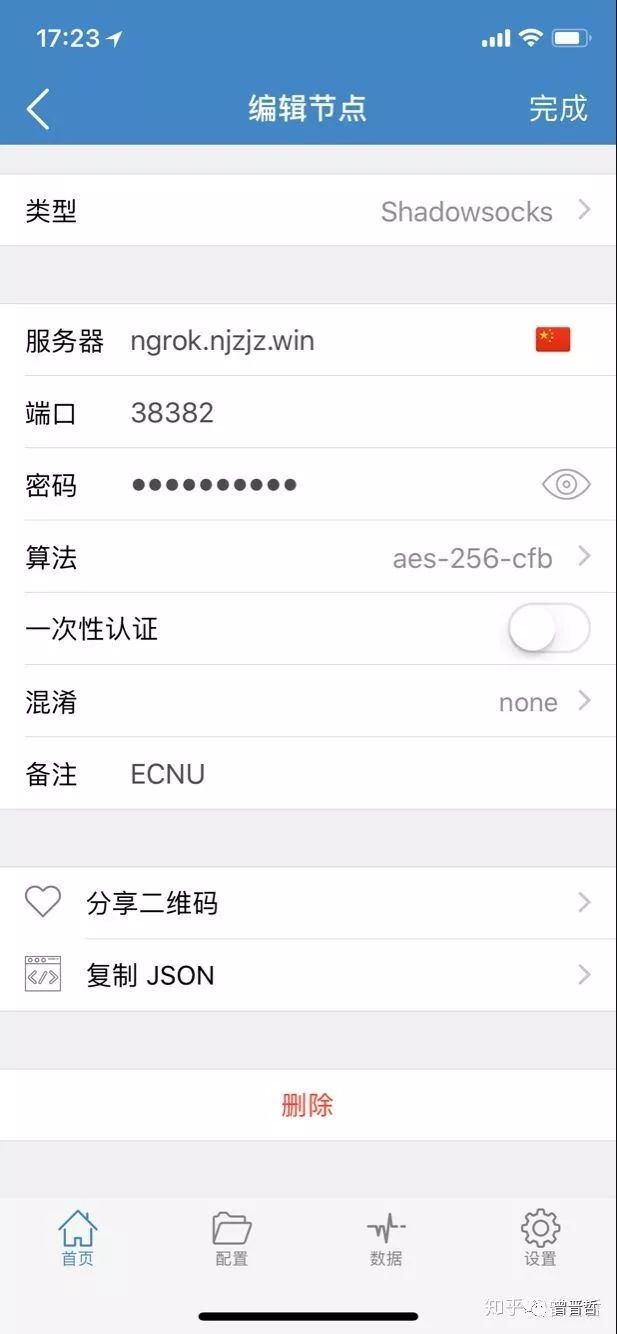 17:23
编辑节点 完成
类型 Shadowsocks
服务器 ngrok.njzjz.win
端口 38382
密码 ●●●●●●●●●●
算法 aes-256-cfb
一次性认证
混淆 none
备注 ECNU
分享二维码
复制 JSON
删除
首页 配置 数据 设置
知乎 曾晋哲